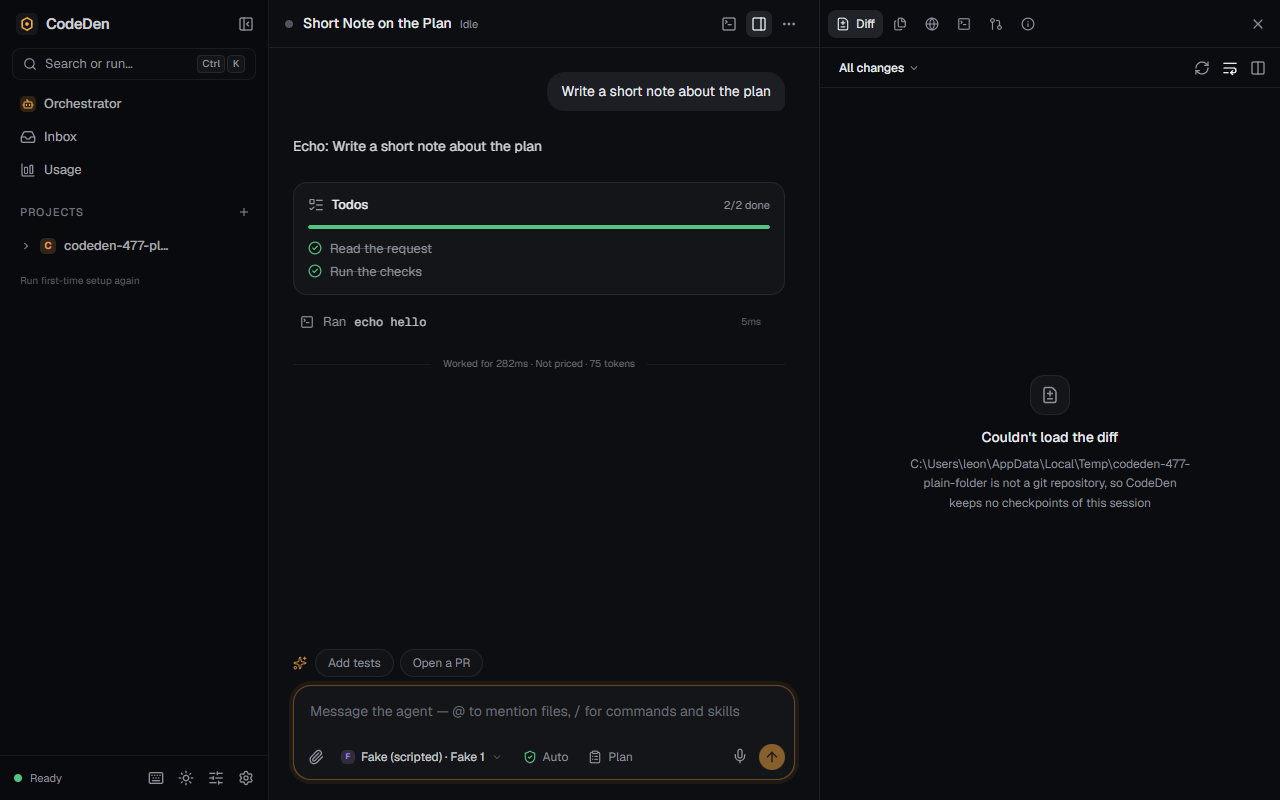 CodeDen
Search or run...
Ctrl K
Orchestrator
Inbox
Usage
PROJECTS
C codeden-477-pl...
Run first-time setup again
Ready
Short Note on the Plan Idle
Write a short note about the plan
Echo: Write a short note about the plan
Todos 2/2 done
Read the request
Run the checks
Ran echo hello 5ms
Worked for 282ms · Not priced · 75 tokens
Add tests Open a PR
Message the agent — @ to mention files, / for commands and skills
F Fake (scripted) · Fake 1 Auto Plan
Diff
All changes
Couldn't load the diff
C:\Users\leon\AppData\Local\Temp\codeden-477-
plain-folder is not a git repository, so CodeDen
keeps no checkpoints of this session